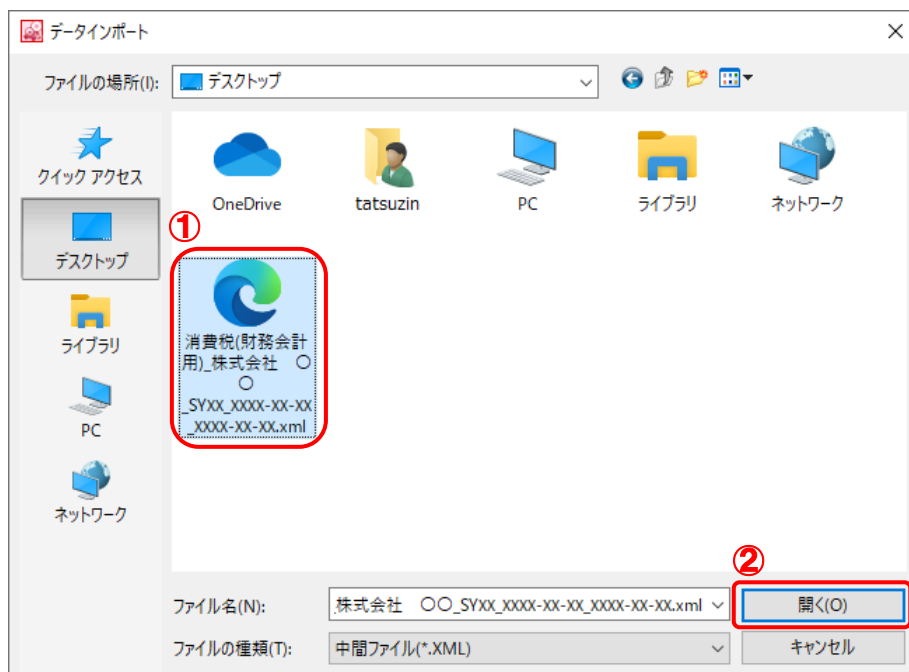 データインポート
ファイルの場所(I):
デスクトップ
クイック アクセス
デスクトップ
ライブラリ
PC
ネットワーク
OneDrive
tatsuzin
PC
ライブラリ
ネットワーク
①
消費税(財務会計
用)_株式会社　〇
〇
_SYXX_XXXX-XX-XX
_XXXX-XX-XX.xml
②
ファイル名(N):
株式会社　〇〇_SYXX_XXXX-XX-XX_XXXX-XX-XX.xml
開く(O)
ファイルの種類(T):
中間ファイル(*.XML)
キャンセル